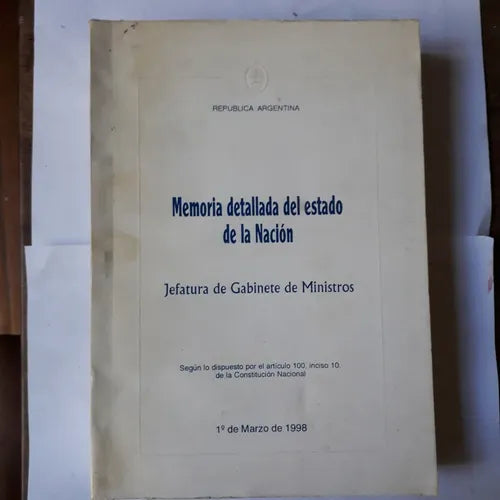 REPUBLICA ARGENTINA
Memoria detallada del estado
de la Nación
Jefatura de Gabinete de Ministros
Según lo dispuesto por el artículo 100, inciso 10.
de la Constitución Nacional
1º de Marzo de 1998